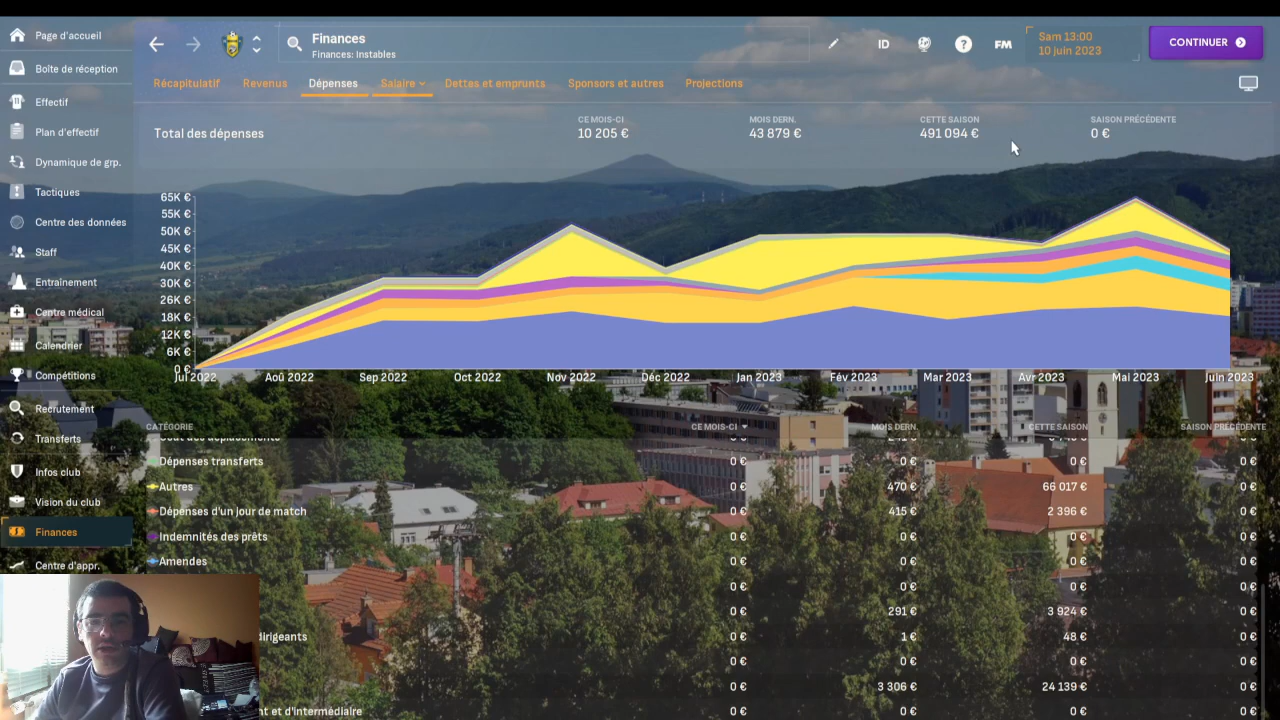 Page d'accueil
Boîte de réception
Effectif
Plan d'effectif
Dynamique de grp.
Tactiques
Centre des données
Staff
Entraînement
Centre médical
Calendrier
Compétitions
Recrutement
Transferts
Infos club
Vision du club
Finances
Centre d'appr.
Finances
Finances: Instables
ID
?
FM
Sam 13:00
10 juin 2023
CONTINUER
Récapitulatif Revenus Dépenses Salaire Dettes et emprunts Sponsors et autres Projections
Total des dépenses
CE MOIS-CI
10 205 €
MOIS DERN.
43 879 €
CETTE SAISON
491 094 €
SAISON PRÉCÉDENTE
0 €
65K €
55K €
50K €
45K €
40K €
30K €
26K €
18K €
12K €
6K €
0 €
Jul 2022 Aoû 2022 Sep 2022 Oct 2022 Nov 2022 Déc 2022 Jan 2023 Fév 2023 Mar 2023 Avr 2023 Mai 2023 Juin 2023
CATÉGORIE CE MOIS-CI MOIS DERN. CETTE SAISON SAISON PRÉCÉDENTE
Dépenses transferts 0 € 0 € 0 € 0 €
Autres 0 € 470 € 66 017 € 0 €
Dépenses d'un jour de match 0 € 415 € 2 396 € 0 €
Indemnités des prêts 0 € 0 € 0 € 0 €
Amendes 0 € 0 € 0 € 0 €
0 € 0 € 0 € 0 €
0 € 291 € 3 924 € 0 €
dirigeants 0 € 1 € 48 € 0 €
0 € 0 € 0 € 0 €
0 € 3 306 € 24 139 € 0 €
nt et d'intermédiaire 0 € 0 € 0 € 0 €